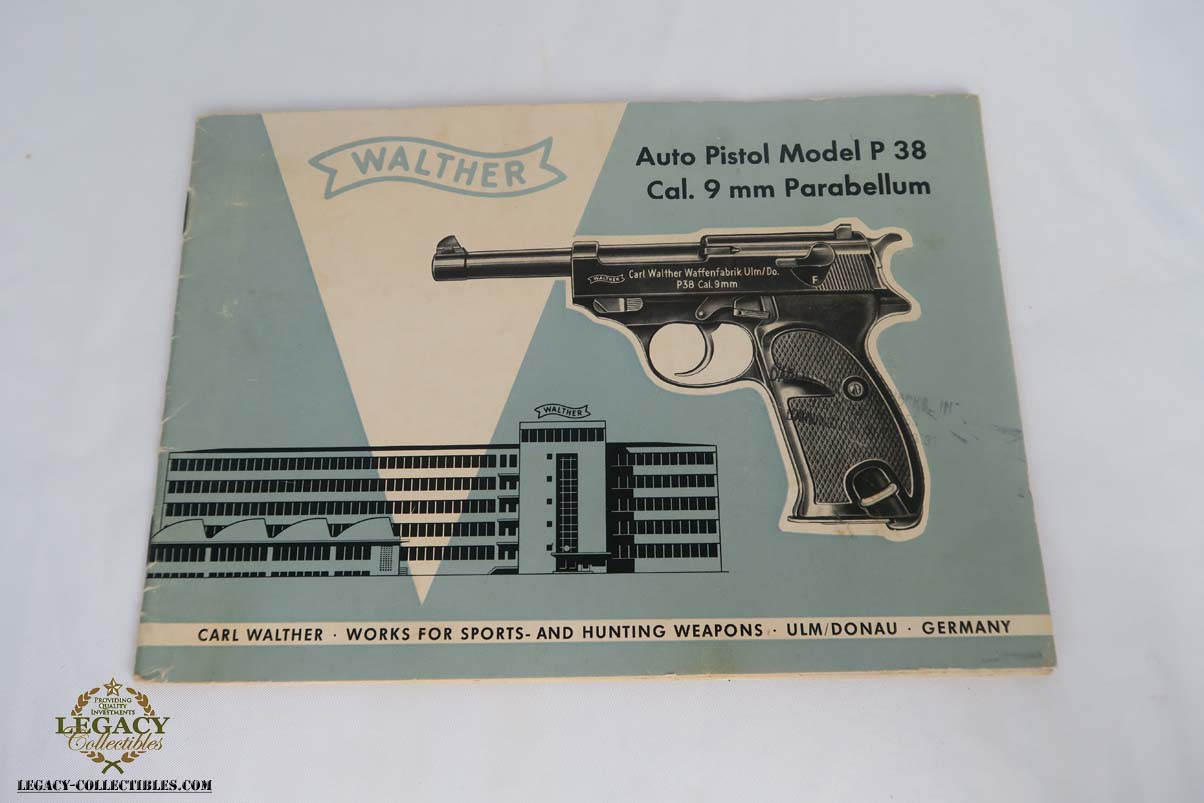 WALTHER
Auto Pistol Model P 38
Cal. 9 mm Parabellum
WALTHER Carl Walther Waffenfabrik Ulm/Do.
P38 Cal.9mm
F
WALTHER
CARL WALTHER · WORKS FOR SPORTS- AND HUNTING WEAPONS · ULM/DONAU · GERMANY
PROVIDING
QUALITY
INVESTMENTS
LEGACY
Collectibles
LEGACY-COLLECTIBLES.COM